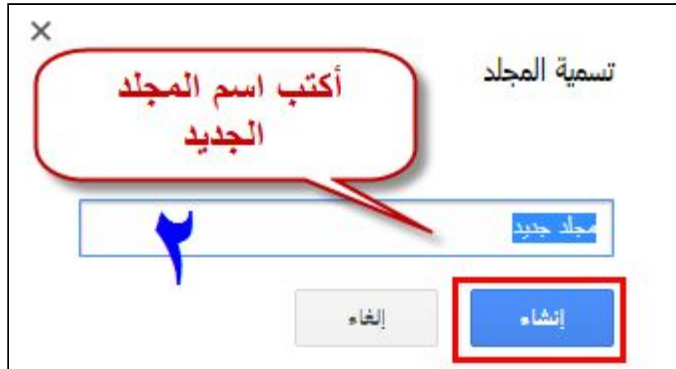 ×
تسمية المجلد
أكتب اسم المجلد
الجديد
مجلد جديد
٢
إنشاء
إلغاء